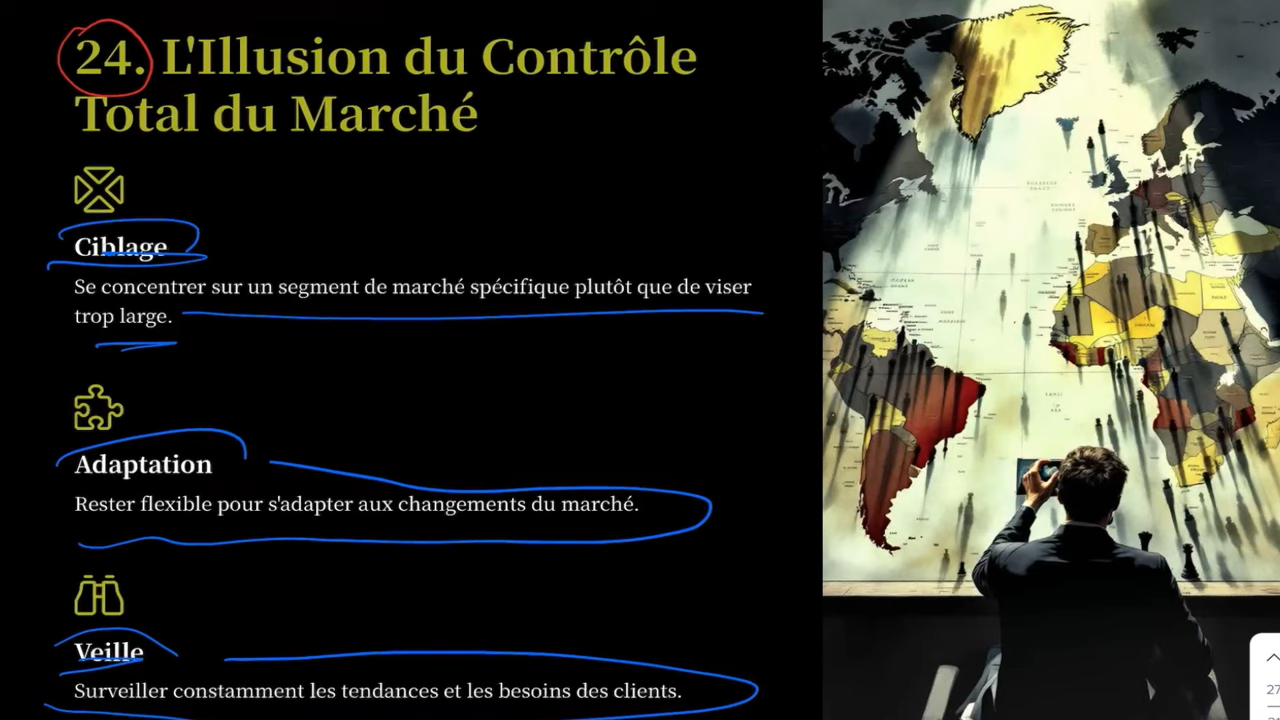 24. L'Illusion du Contrôle
Total du Marché
Ciblage
Se concentrer sur un segment de marché spécifique plutôt que de viser
trop large.
Adaptation
Rester flexible pour s'adapter aux changements du marché.
Veille
Surveiller constamment les tendances et les besoins des clients.
27